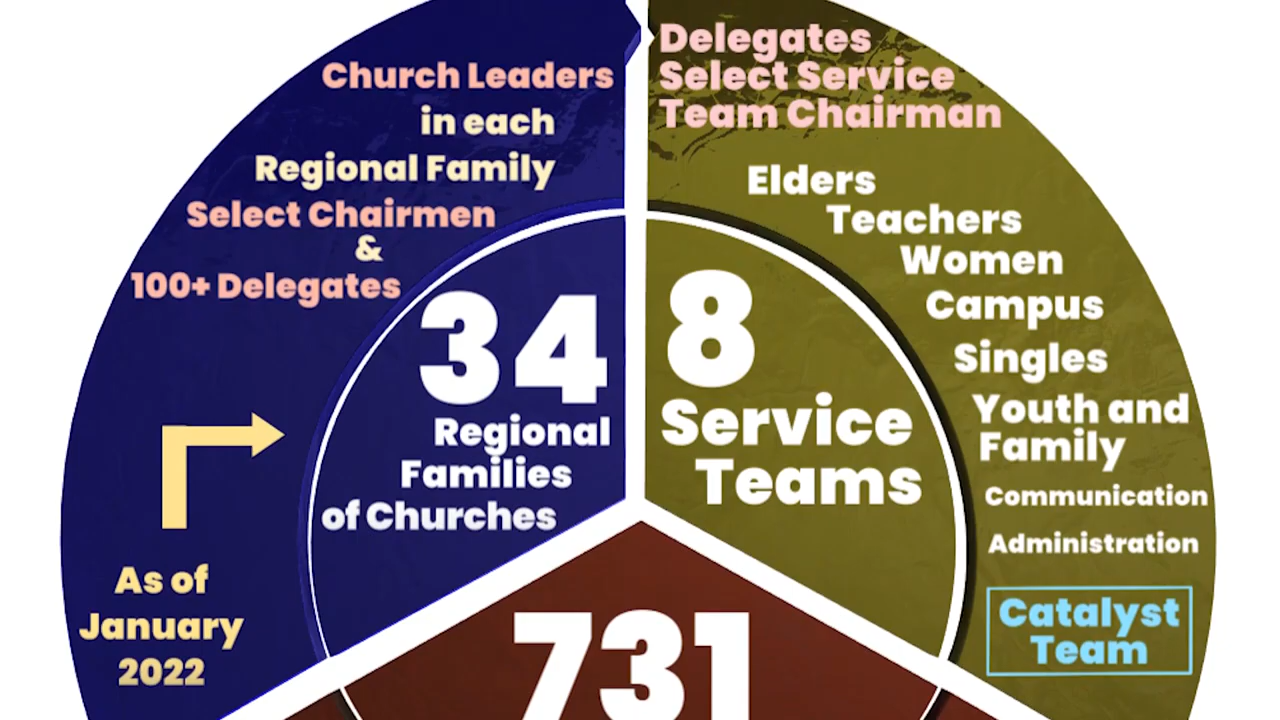 Church Leaders
in each
Regional Family
Select Chairmen
&
100+ Delegates
34
Regional
Families
of Churches
As of
January
2022
Delegates
Select Service
Team Chairman
Elders
Teachers
Women
Campus
Singles
Youth and
Family
Communication
Administration
Catalyst
Team
8
Service
Teams
731